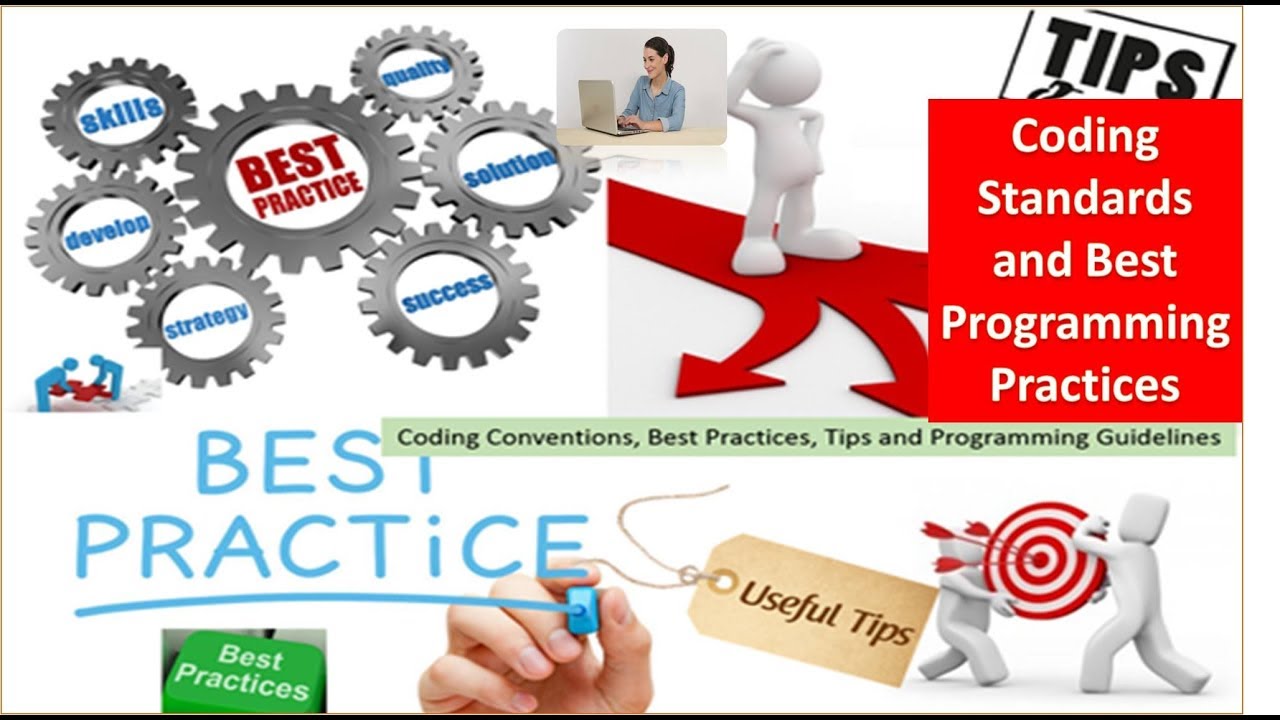 skills
quality
BEST
PRACTICE
solution
develop
success
strategy
TIPS
Coding
Standards
and Best
Programming
Practices
Coding Conventions, Best Practices, Tips and Programming Guidelines
BEST
PRACTiCE
Useful Tips
Best
Practices